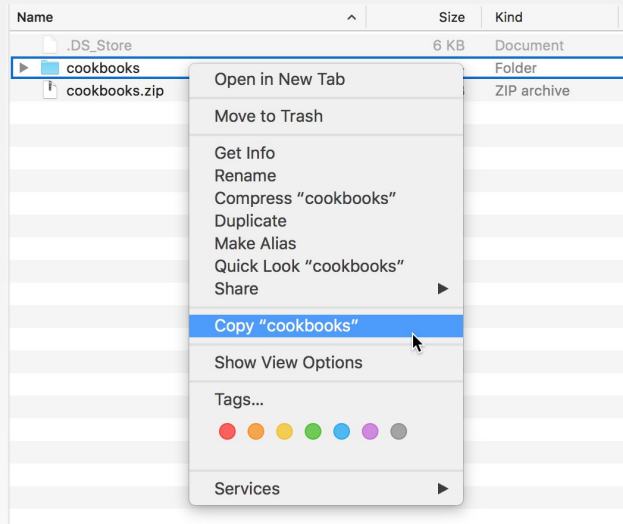 Name Size Kind
.DS_Store 6 KB Document
cookbooks Folder
cookbooks.zip ZIP archive
Open in New Tab
Move to Trash
Get Info
Rename
Compress “cookbooks”
Duplicate
Make Alias
Quick Look “cookbooks”
Share
Copy “cookbooks”
Show View Options
Tags...
Services